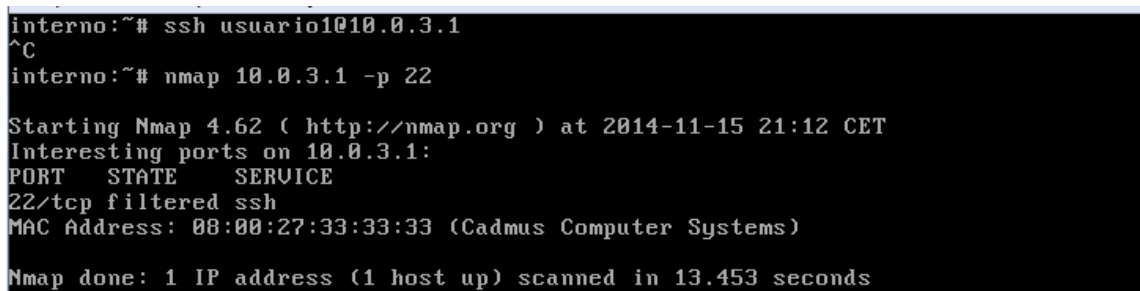 interno:~# ssh usuario1@10.0.3.1
^C
interno:~# nmap 10.0.3.1 -p 22
Starting Nmap 4.62 ( http://nmap.org ) at 2014-11-15 21:12 CET
Interesting ports on 10.0.3.1:
PORT   STATE    SERVICE
22/tcp filtered ssh
MAC Address: 08:00:27:33:33:33 (Cadmus Computer Systems)
Nmap done: 1 IP address (1 host up) scanned in 13.453 seconds